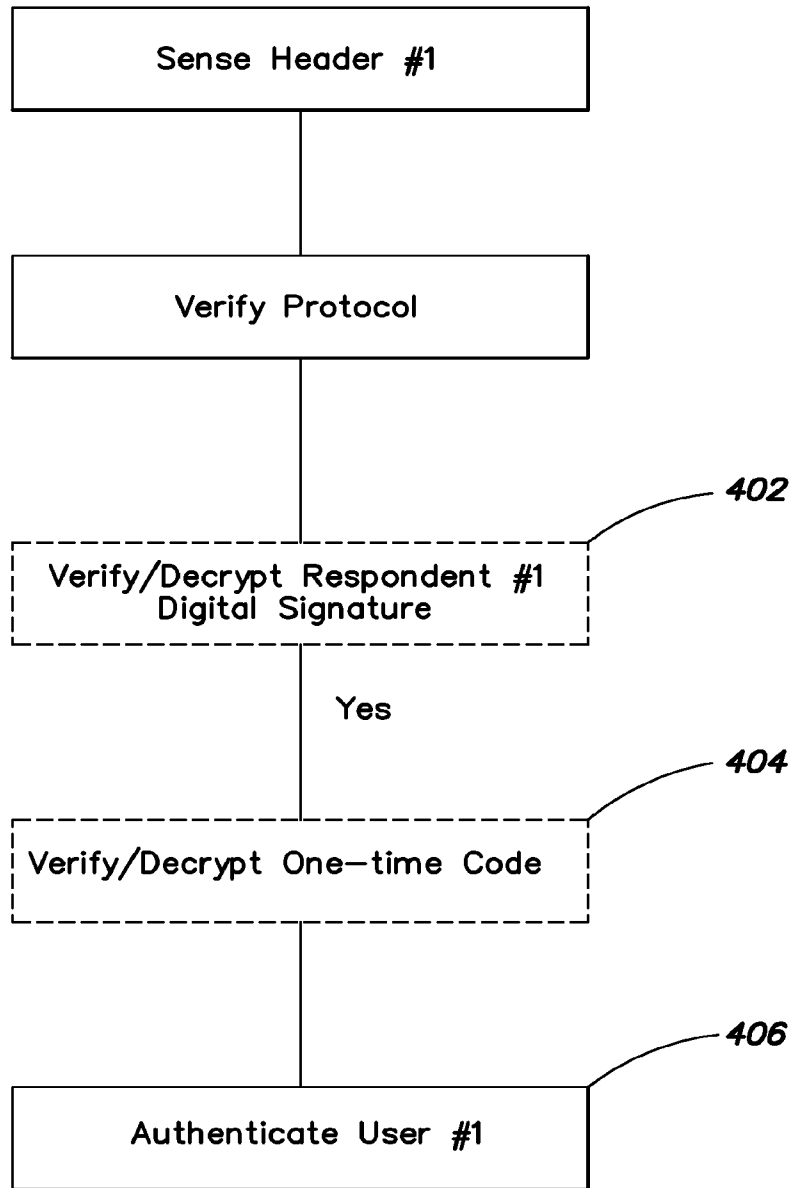 Sense Header #1
Verify Protocol
402
Verify/Decrypt Respondent #1
Digital Signature
Yes
404
Verify/Decrypt One-time Code
406
Authenticate User #1